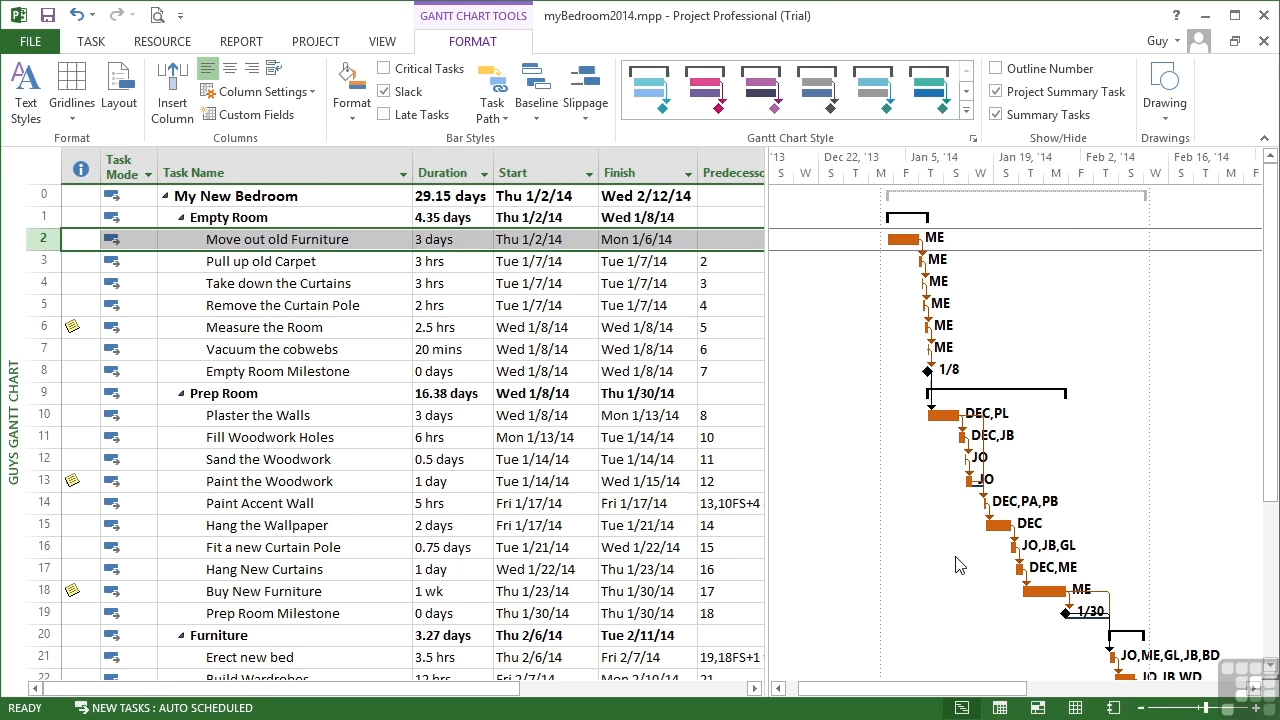 GANTT CHART TOOLS
myBedroom2014.mpp - Project Professional (Trial)
?
FILE
TASK
RESOURCE
REPORT
PROJECT
VIEW
FORMAT
Guy
Text Styles
Gridlines
Layout
Format
Insert Column
Column Settings
Custom Fields
Columns
Format
Critical Tasks
Slack
Late Tasks
Task Path
Baseline
Slippage
Bar Styles
Gantt Chart Style
Outline Number
Project Summary Task
Summary Tasks
Show/Hide
Drawing
Drawings
Task Mode Task Name Duration Start Finish Predecesso
'13 Dec 22, '13 Jan 5, '14 Jan 19, '14 Feb 2, '14 Feb 16, '14
S W S T M F T S W S T M F
0 My New Bedroom 29.15 days Thu 1/2/14 Wed 2/12/14
1 Empty Room 4.35 days Thu 1/2/14 Wed 1/8/14
2 Move out old Furniture 3 days Thu 1/2/14 Mon 1/6/14 ME
3 Pull up old Carpet 3 hrs Tue 1/7/14 Tue 1/7/14 2 ME
4 Take down the Curtains 3 hrs Tue 1/7/14 Tue 1/7/14 3 ME
5 Remove the Curtain Pole 2 hrs Tue 1/7/14 Tue 1/7/14 4 ME
6 Measure the Room 2.5 hrs Wed 1/8/14 Wed 1/8/14 5 ME
7 Vacuum the cobwebs 20 mins Wed 1/8/14 Wed 1/8/14 6 ME
8 Empty Room Milestone 0 days Wed 1/8/14 Wed 1/8/14 7 1/8
9 Prep Room 16.38 days Wed 1/8/14 Thu 1/30/14
10 Plaster the Walls 3 days Wed 1/8/14 Mon 1/13/14 8 DEC,PL
11 Fill Woodwork Holes 6 hrs Mon 1/13/14 Tue 1/14/14 10 DEC,JB
12 Sand the Woodwork 0.5 days Tue 1/14/14 Tue 1/14/14 11 JO
13 Paint the Woodwork 1 day Tue 1/14/14 Wed 1/15/14 12 JO
14 Paint Accent Wall 5 hrs Fri 1/17/14 Fri 1/17/14 13,10FS+4 DEC,PA,PB
15 Hang the Wallpaper 2 days Fri 1/17/14 Tue 1/21/14 14 DEC
16 Fit a new Curtain Pole 0.75 days Tue 1/21/14 Wed 1/22/14 15 JO,JB,GL
17 Hang New Curtains 1 day Wed 1/22/14 Thu 1/23/14 16 DEC,ME
18 Buy New Furniture 1 wk Thu 1/23/14 Thu 1/30/14 17 ME
19 Prep Room Milestone 0 days Thu 1/30/14 Thu 1/30/14 18 1/30
20 Furniture 3.27 days Thu 2/6/14 Tue 2/11/14
21 Erect new bed 3.5 hrs Thu 2/6/14 Fri 2/7/14 19,18FS+1 JO,ME,GL,JB,BD
22 Build Wardrobes 12 hrs Fri 2/7/14 Mon 2/10/14 21 JO,JB,WD
GUYS GANTT CHART
READY
NEW TASKS : AUTO SCHEDULED